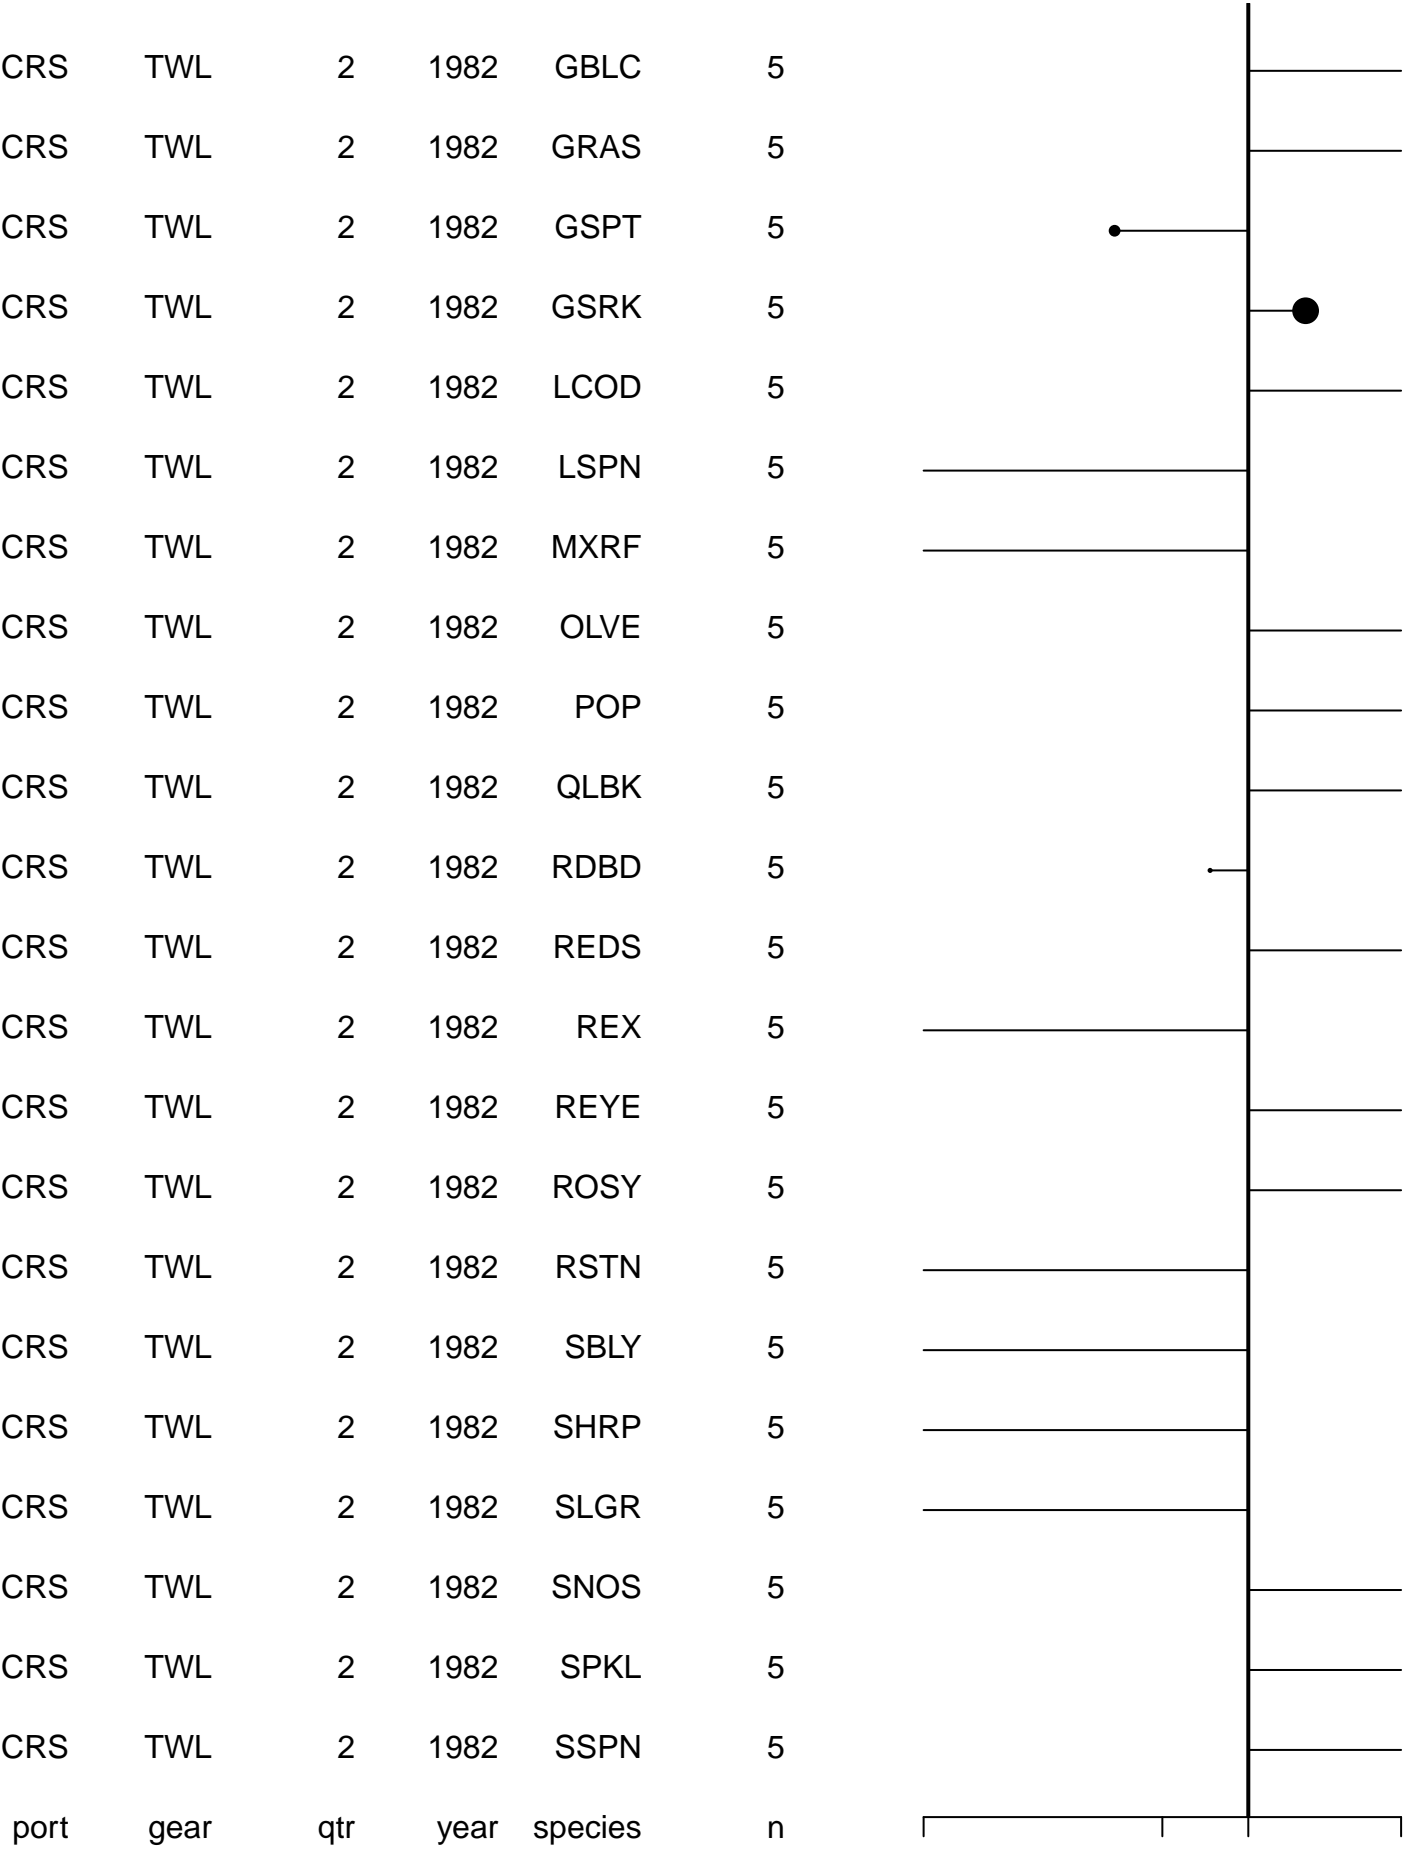 CRS TWL 2 1982 GBLC 5
CRS TWL 2 1982 GRAS 5
CRS TWL 2 1982 GSPT 5
CRS TWL 2 1982 GSRK 5
CRS TWL 2 1982 LCOD 5
CRS TWL 2 1982 LSPN 5
CRS TWL 2 1982 MXRF 5
CRS TWL 2 1982 OLVE 5
CRS TWL 2 1982 POP 5
CRS TWL 2 1982 QLBK 5
CRS TWL 2 1982 RDBD 5
CRS TWL 2 1982 REDS 5
CRS TWL 2 1982 REX 5
CRS TWL 2 1982 REYE 5
CRS TWL 2 1982 ROSY 5
CRS TWL 2 1982 RSTN 5
CRS TWL 2 1982 SBLY 5
CRS TWL 2 1982 SHRP 5
CRS TWL 2 1982 SLGR 5
CRS TWL 2 1982 SNOS 5
CRS TWL 2 1982 SPKL 5
CRS TWL 2 1982 SSPN 5
port gear qtr year species n